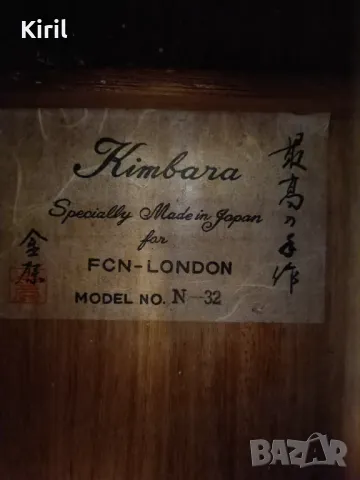 Kiril
Kimbara
Specially Made in Japan
for
FCN-LONDON
MODEL NO. N-32
最高の手作
金原
BAZAR